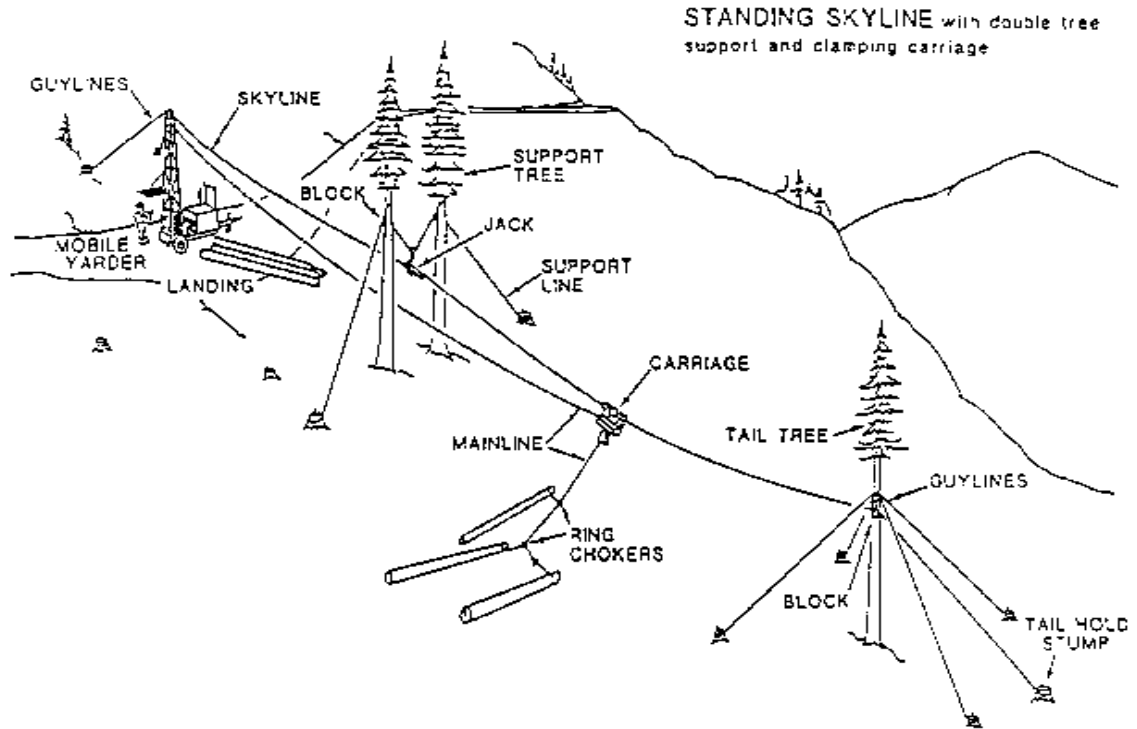 STANDING SKYLINE with double tree
support and clamping carriage
GUYLINES
SKYLINE
SUPPORT
TREE
BLOCK
JACK
MOBILE
YARDER
LANDING
SUPPORT
LINE
CARRIAGE
MAINLINE
TAIL TREE
GUYLINES
RING
CHOKERS
BLOCK
TAIL HOLD
STUMP